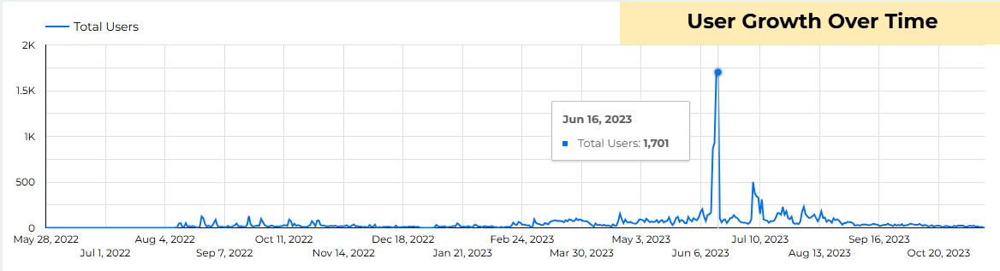 User Growth Over Time
Total Users
2K
1.5K
1K
500
0
Jun 16, 2023
Total Users: 1,701
May 28, 2022
Jul 1, 2022
Aug 4, 2022
Sep 7, 2022
Oct 11, 2022
Nov 14, 2022
Dec 18, 2022
Jan 21, 2023
Feb 24, 2023
Mar 30, 2023
May 3, 2023
Jun 6, 2023
Jul 10, 2023
Aug 13, 2023
Sep 16, 2023
Oct 20, 2023